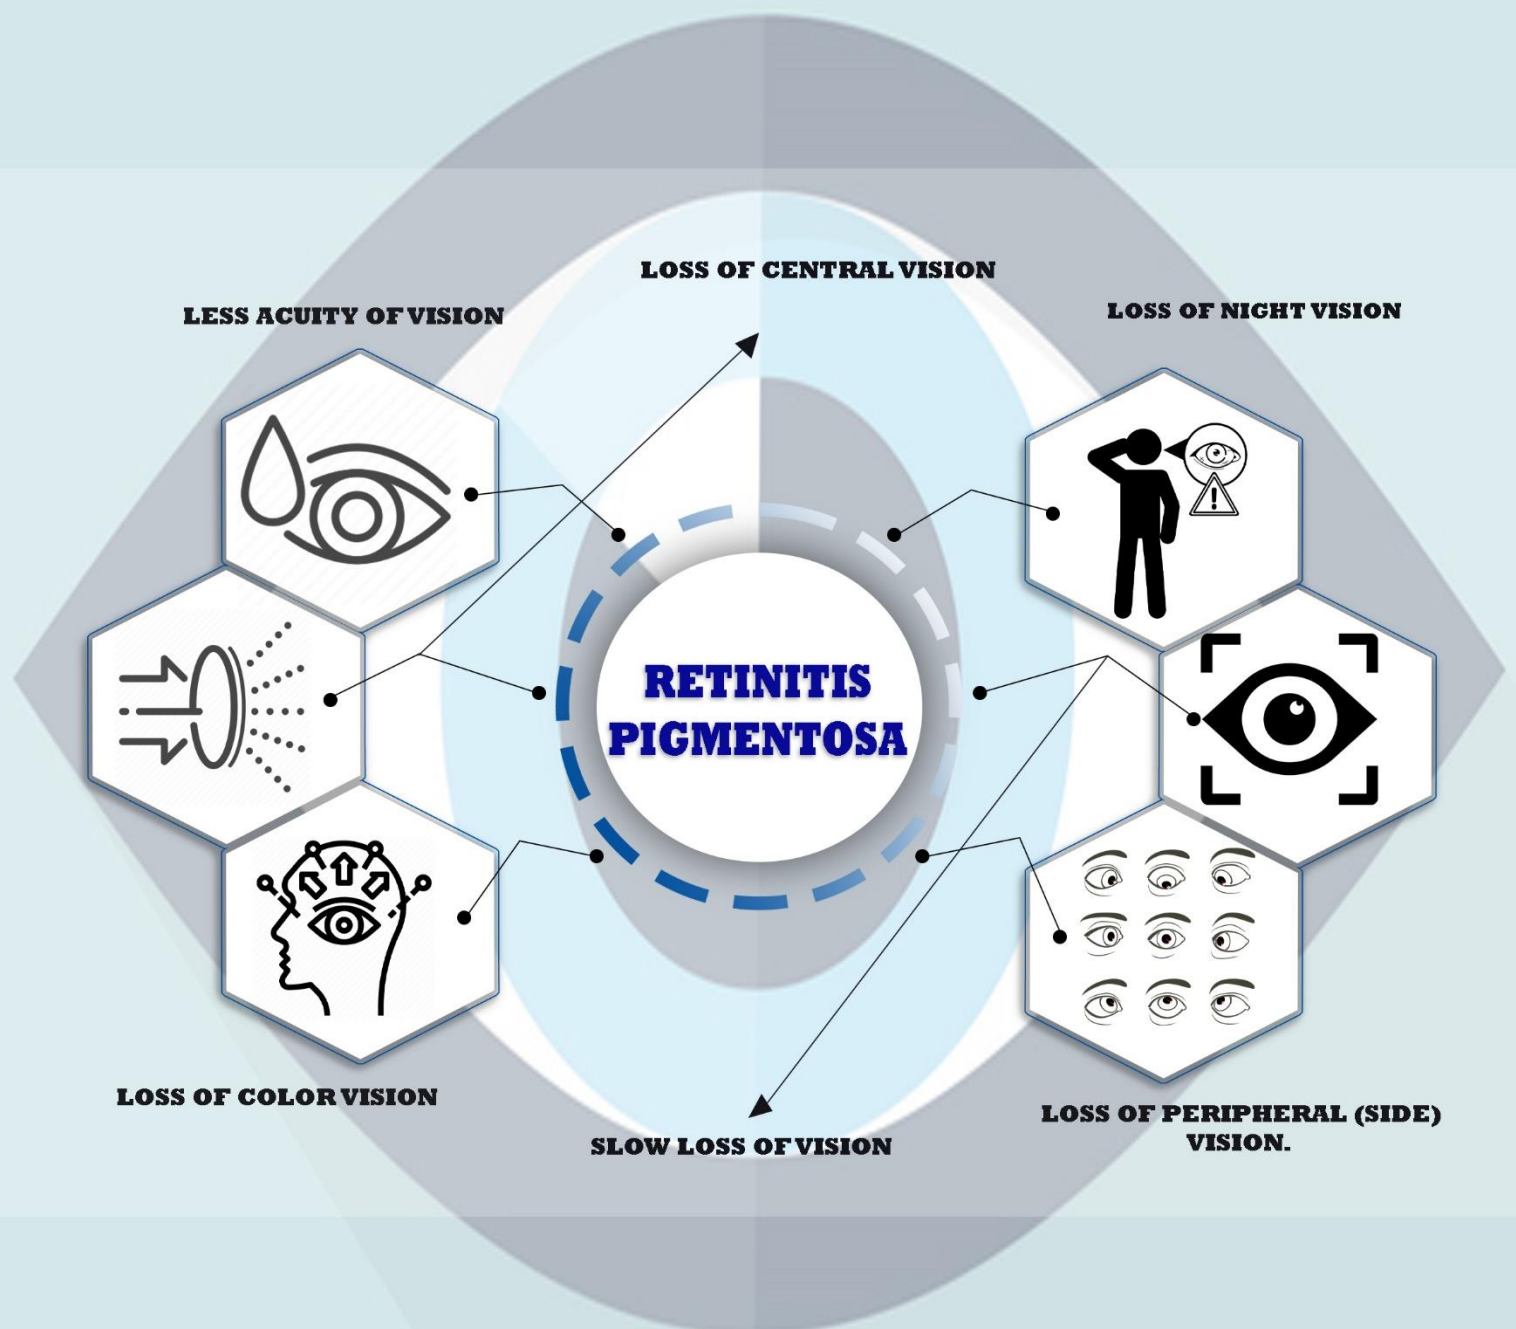 LOSS OF CENTRAL VISION
LESS ACUITY OF VISION
LOSS OF NIGHT VISION
RETINITIS
PIGMENTOSA
LOSS OF COLOR VISION
SLOW LOSS OF VISION
LOSS OF PERIPHERAL (SIDE)
VISION.